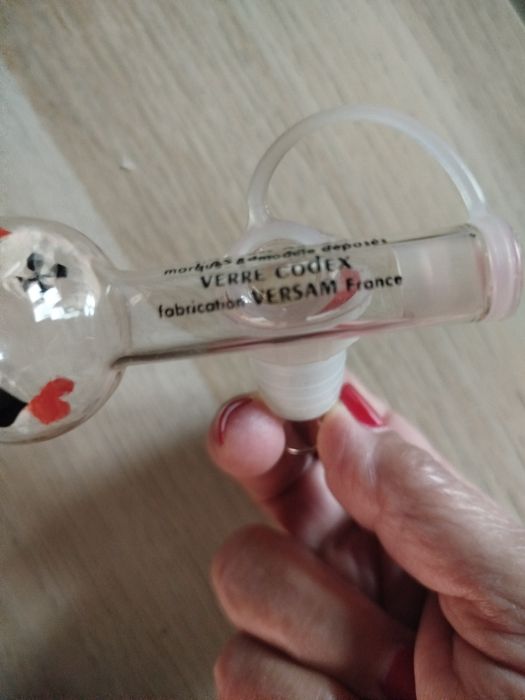 marques & modèle déposés
VERRE CODEX
fabrication VERSAM France